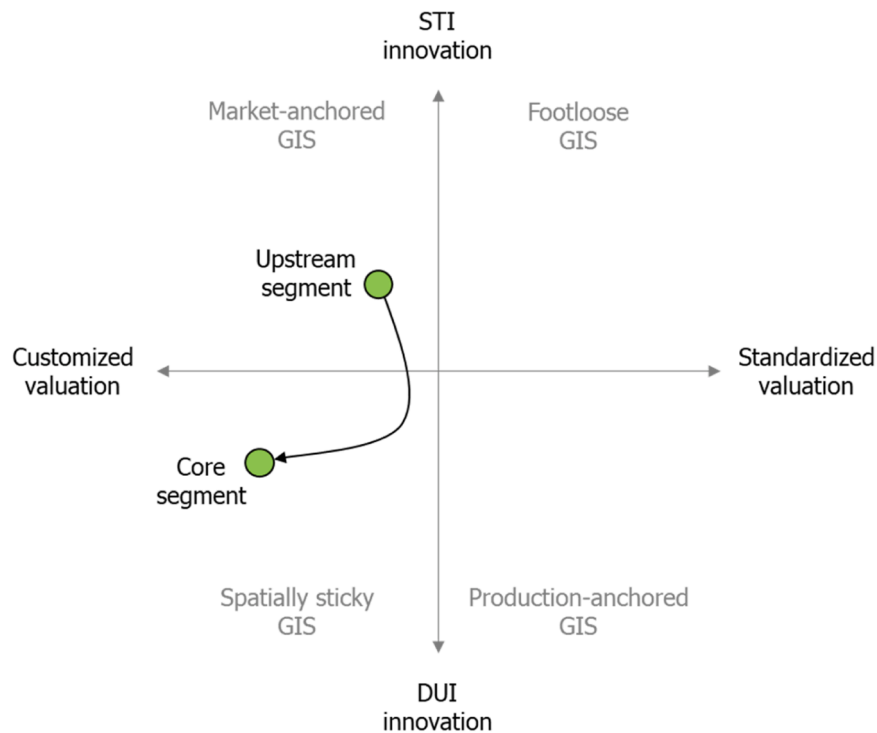 STI
innovation
Market-anchored
GIS
Footloose
GIS
Upstream
segment
Customized
valuation
Standardized
valuation
Core
segment
Spatially sticky
GIS
Production-anchored
GIS
DUI
innovation